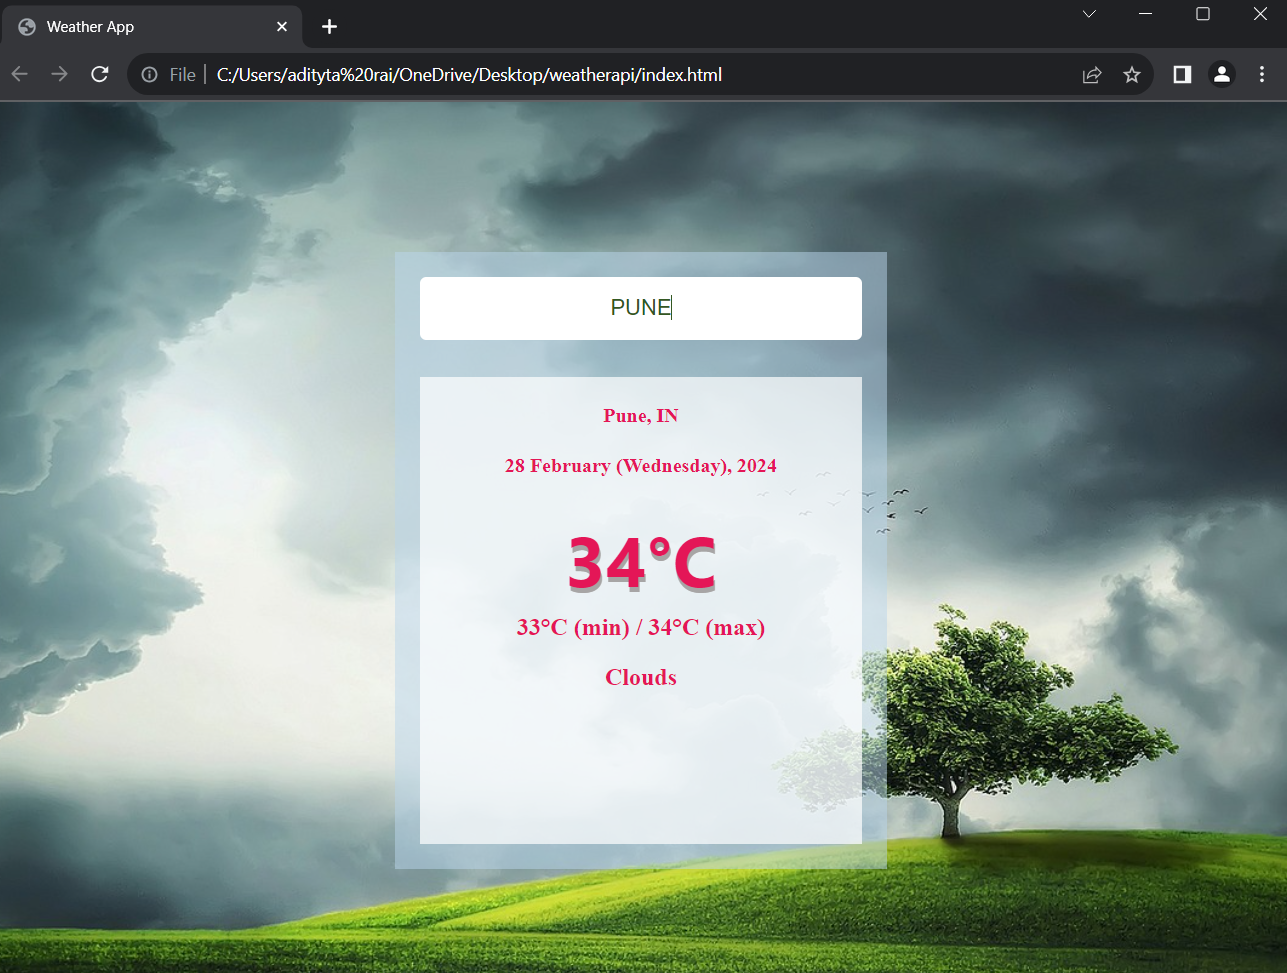 Weather App
File
C:/Users/adityta%20rai/OneDrive/Desktop/weatherapi/index.html
PUNE
Pune, IN
28 February (Wednesday), 2024
34°C
33°C (min) / 34°C (max)
Clouds